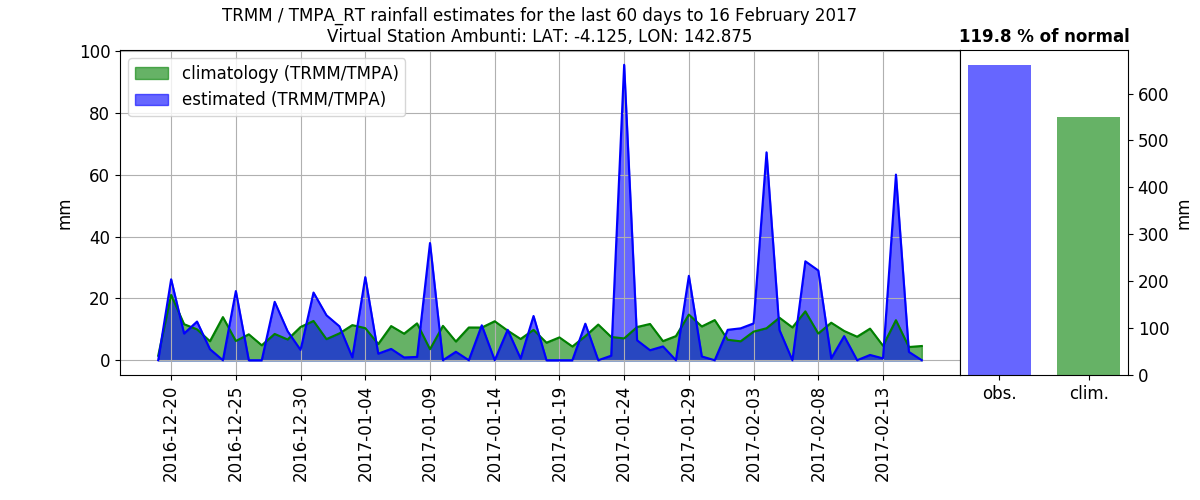 TRMM / TMPA_RT rainfall estimates for the last 60 days to 16 February 2017
Virtual Station Ambunti: LAT: -4.125, LON: 142.875
119.8 % of normal
climatology (TRMM/TMPA)
estimated (TRMM/TMPA)
100
80
60
40
20
0
mm
2016-12-20
2016-12-25
2016-12-30
2017-01-04
2017-01-09
2017-01-14
2017-01-19
2017-01-24
2017-01-29
2017-02-03
2017-02-08
2017-02-13
600
500
400
300
200
100
0
mm
obs.
clim.